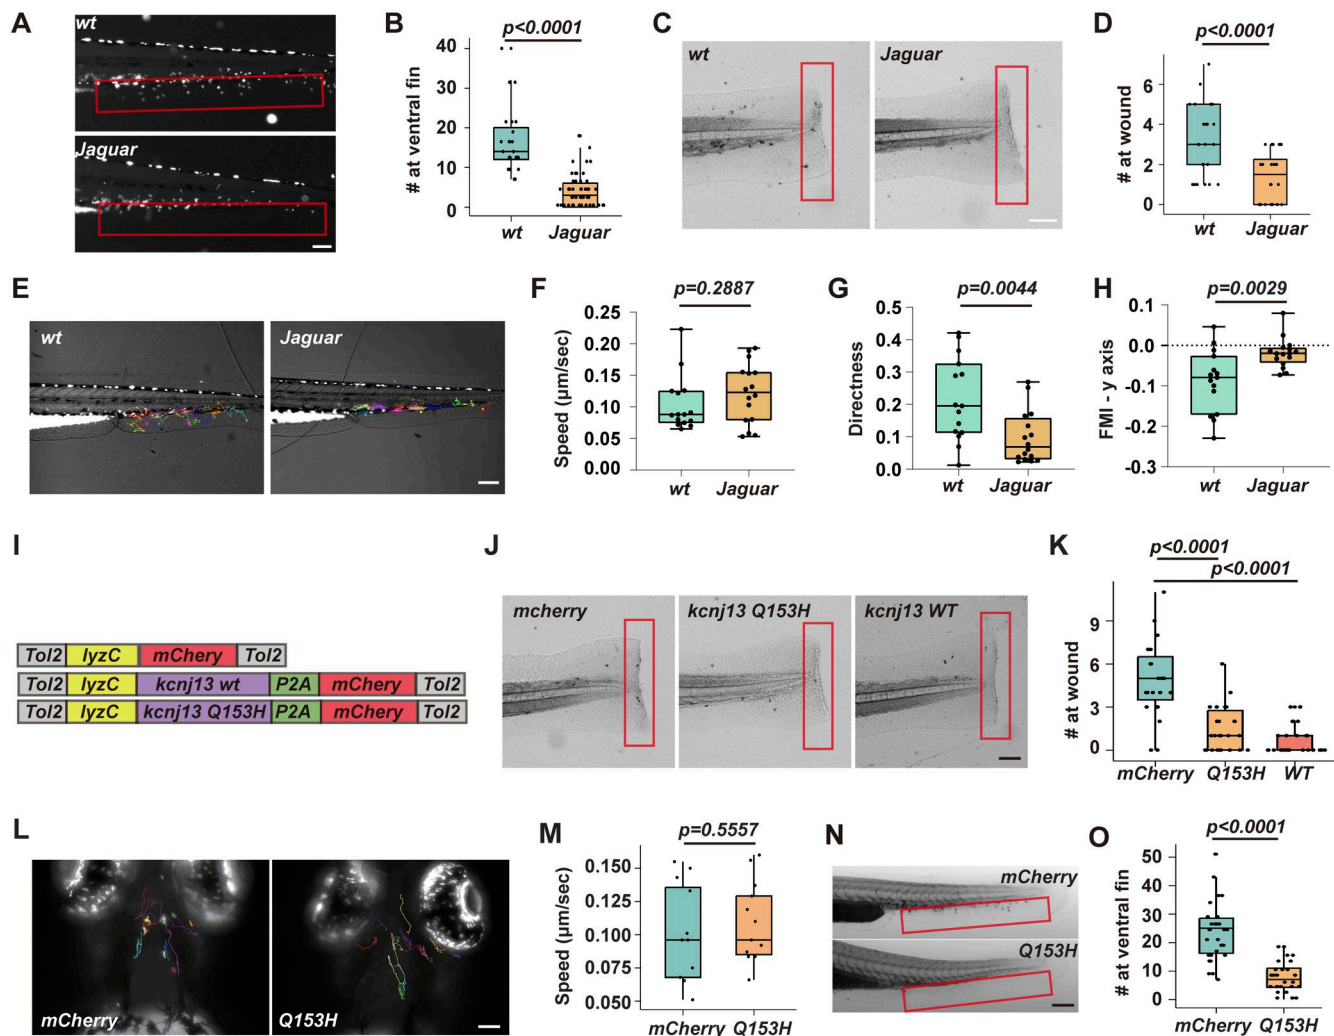 A
wt
Jaguar
B
p<0.0001
# at ventral fin
40
30
20
10
0
wt
Jaguar
C
wt
Jaguar
D
p<0.0001
# at wound
6
4
2
0
wt
Jaguar
E
wt
Jaguar
F
p=0.2887
Speed (μm/sec)
0.25
0.20
0.15
0.10
0.05
0.00
wt
Jaguar
G
p=0.0044
Directness
0.5
0.4
0.3
0.2
0.1
0.0
wt
Jaguar
H
p=0.0029
FMI - y axis
0.1
0.0
-0.1
-0.2
-0.3
wt
Jaguar
I
Tol2 lyzC mChery Tol2
Tol2 lyzC kcnj13 wt P2A mChery Tol2
Tol2 lyzC kcnj13 Q153H P2A mChery Tol2
J
mcherry
kcnj13 Q153H
kcnj13 WT
K
p<0.0001
p<0.0001
# at wound
9
6
3
0
mCherry Q153H WT
L
mCherry
Q153H
M
p=0.5557
Speed (μm/sec)
0.150
0.125
0.100
0.075
0.050
mCherry Q153H
N
mCherry
Q153H
O
p<0.0001
# at ventral fin
50
40
30
20
10
0
mCherry Q153H